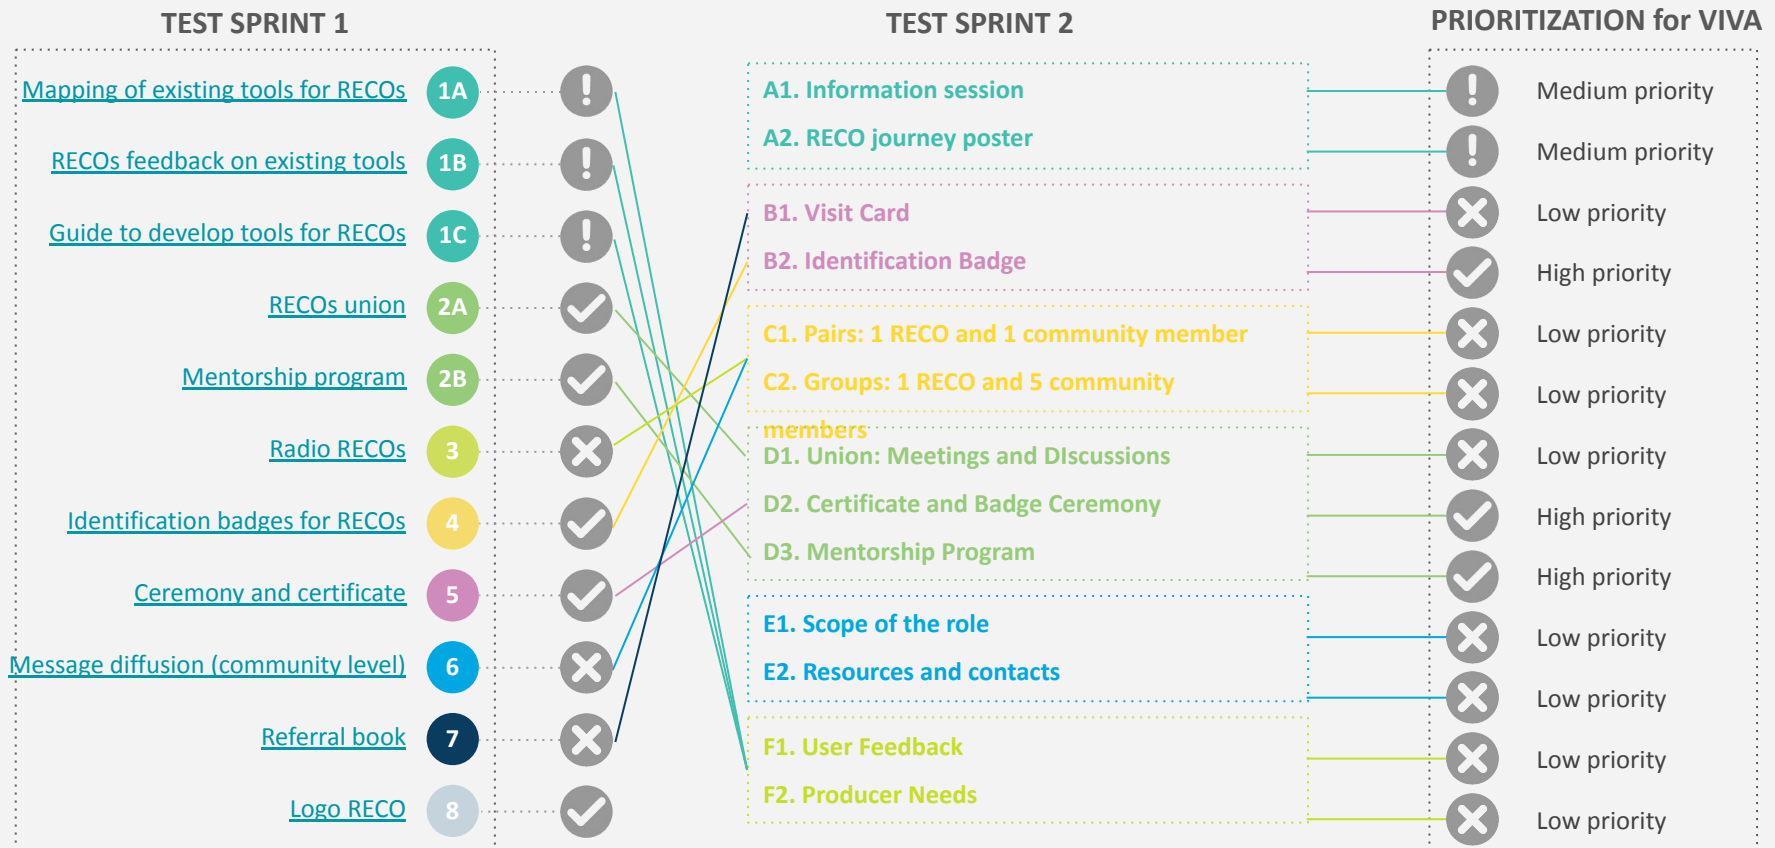 TEST SPRINT 1
TEST SPRINT 2
PRIORITIZATION for VIVA
Mapping of existing tools for RECOs
1A
RECOs feedback on existing tools
1B
Guide to develop tools for RECOs
1C
RECOs union
2A
Mentorship program
2B
Radio RECOs
3
Identification badges for RECOs
4
Ceremony and certificate
5
Message diffusion (community level)
6
Referral book
7
Logo RECO
8
A1. Information session
A2. RECO journey poster
B1. Visit Card
B2. Identification Badge
C1. Pairs: 1 RECO and 1 community member
C2. Groups: 1 RECO and 5 community
members
D1. Union: Meetings and DIscussions
D2. Certificate and Badge Ceremony
D3. Mentorship Program
E1. Scope of the role
E2. Resources and contacts
F1. User Feedback
F2. Producer Needs
Medium priority
Medium priority
Low priority
High priority
Low priority
Low priority
Low priority
High priority
High priority
Low priority
Low priority
Low priority
Low priority